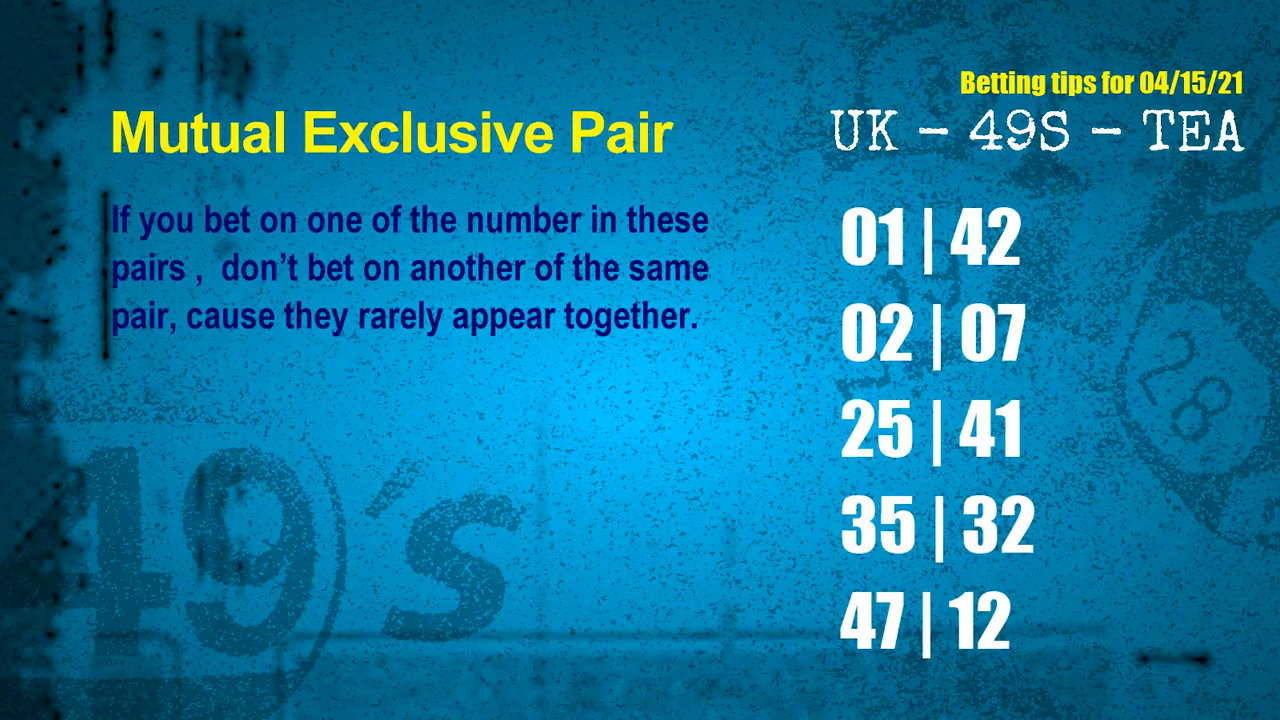 Betting tips for 04/15/21
Mutual Exclusive Pair
UK - 49S - TEA
If you bet on one of the number in these
pairs ,  don’t bet on another of the same
pair, cause they rarely appear together.
01 | 42
02 | 07
25 | 41
35 | 32
47 | 12
28
49's